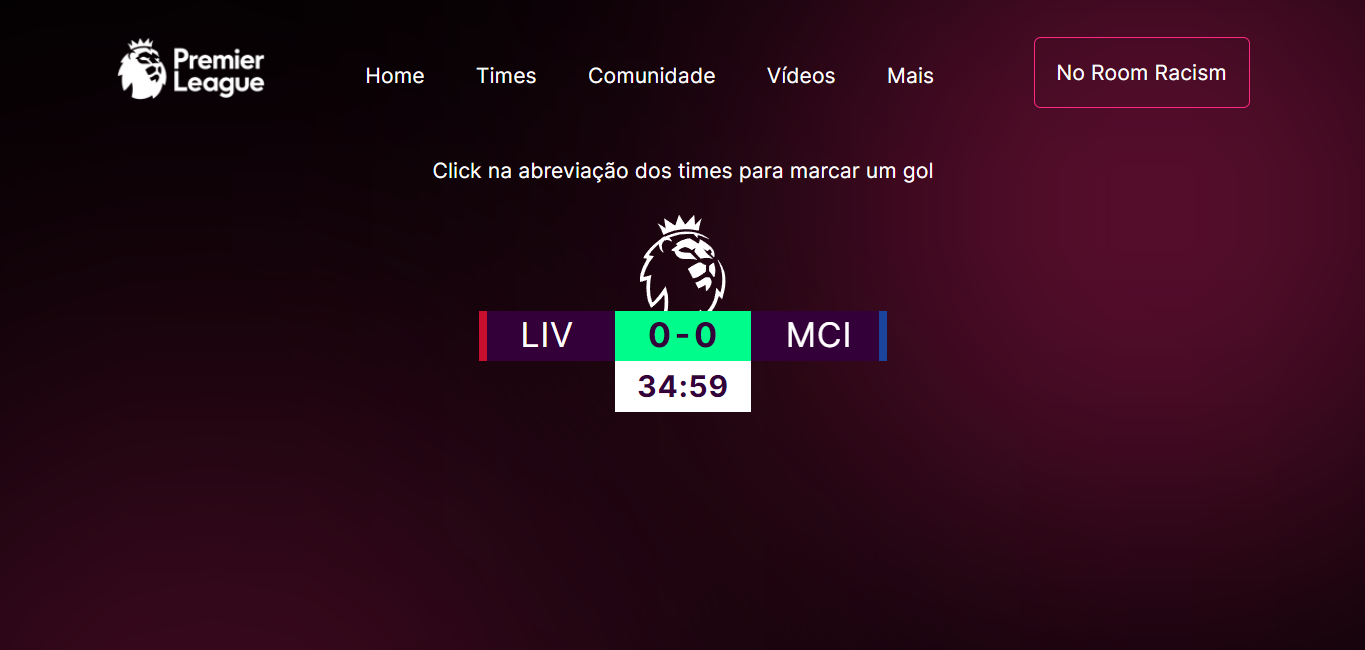 Premier League
Home Times Comunidade Vídeos Mais
No Room Racism
Click na abreviação dos times para marcar um gol
LIV 0-0 MCI
34:59